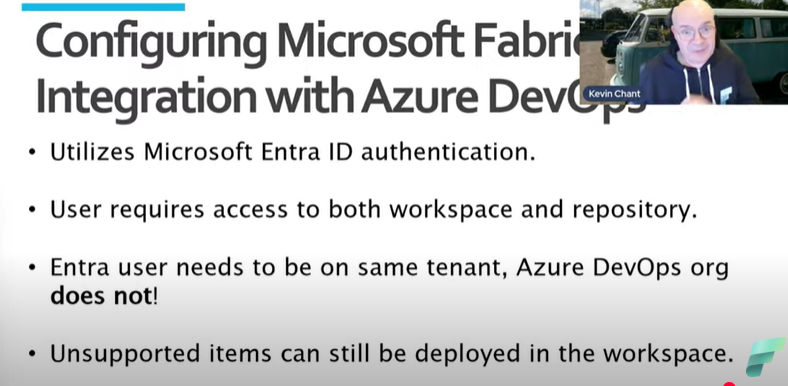 Configuring Microsoft Fabric
Integration with Azure DevOps
Kevin Chant
• Utilizes Microsoft Entra ID authentication.
• User requires access to both workspace and repository.
• Entra user needs to be on same tenant, Azure DevOps org
does not!
• Unsupported items can still be deployed in the workspace.